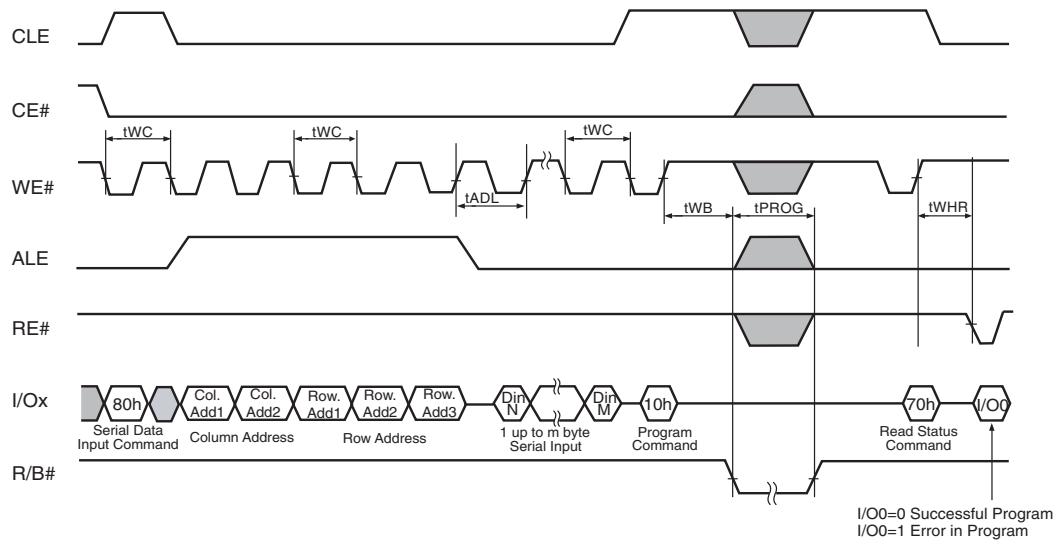 CLE
CE#
tWC
tWC
tWC
WE#
tADL
tWB
tPROG
tWHR
ALE
RE#
I/Ox
80h
Col.
Add1
Col.
Add2
Row.
Add1
Row.
Add2
Row.
Add3
Din
N
Din
M
10h
70h
I/O0
Serial Data
Input Command
Column Address
Row Address
1 up to m byte
Serial Input
Program
Command
Read Status
Command
R/B#
I/O0=0 Successful Program
I/O0=1 Error in Program